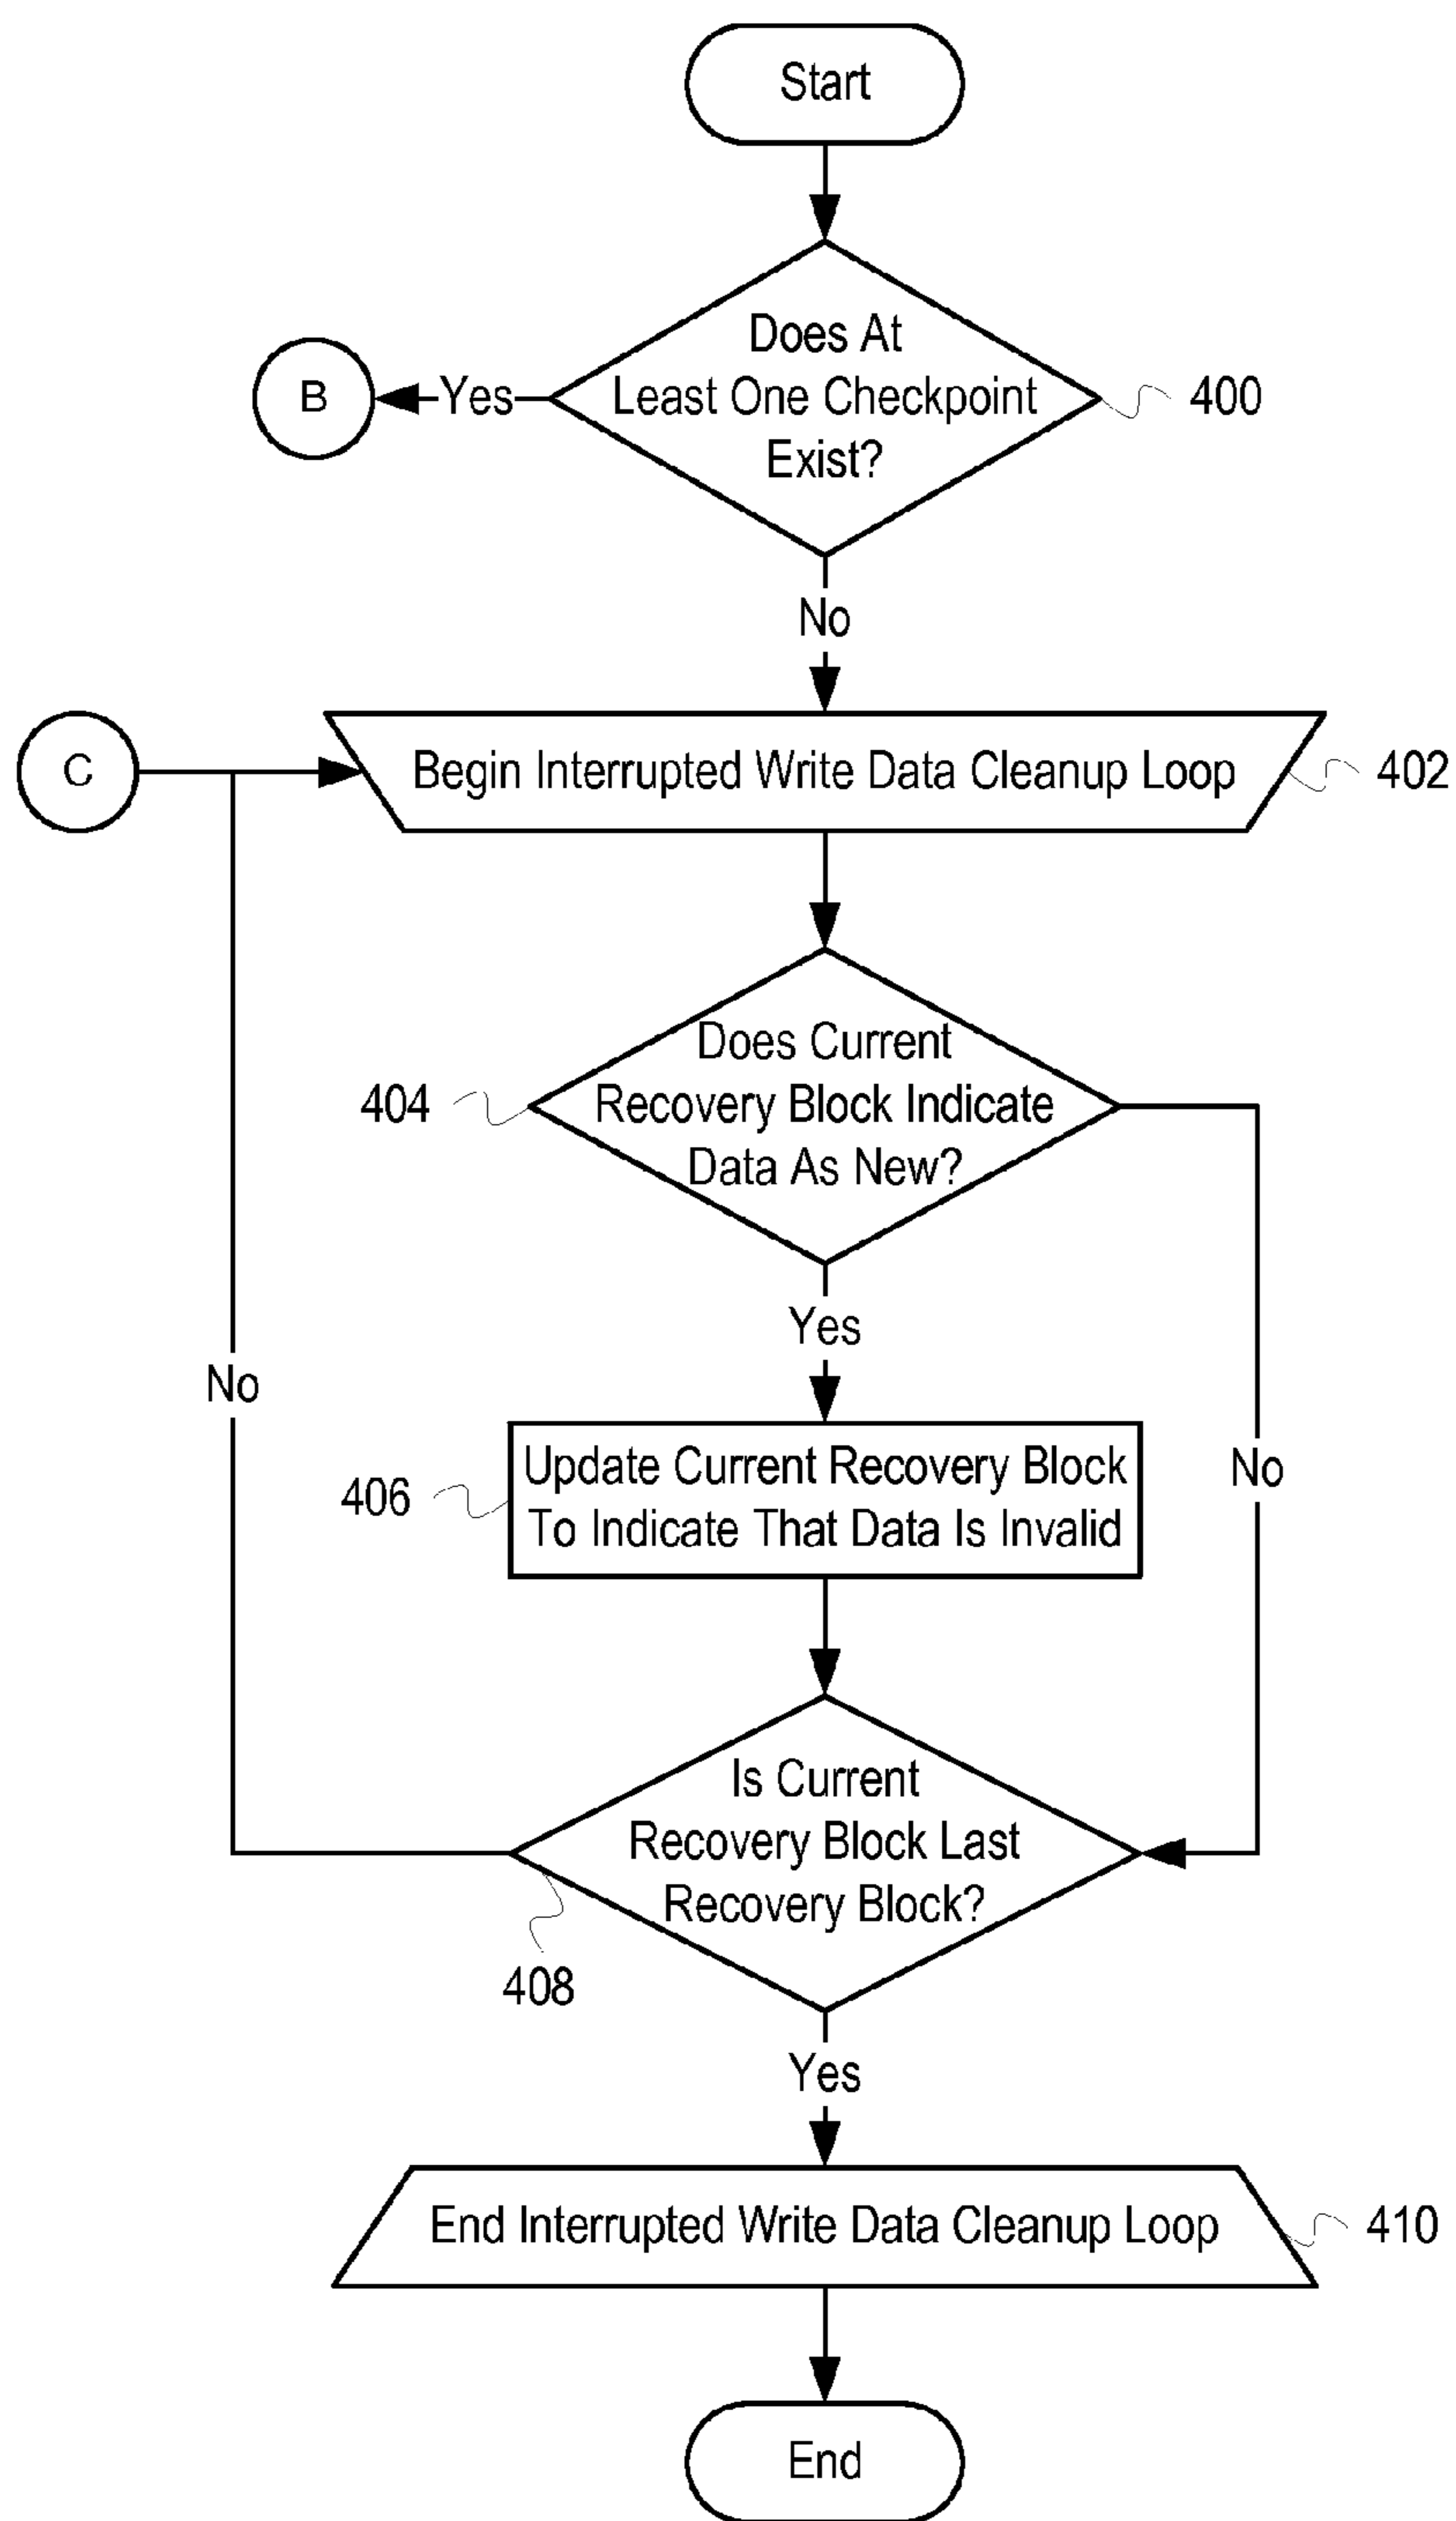 Start
Does At
Least One Checkpoint
Exist?
400
Yes
B
No
C
Begin Interrupted Write Data Cleanup Loop
402
Does Current
Recovery Block Indicate
Data As New?
404
Yes
No
No
Update Current Recovery Block
To Indicate That Data Is Invalid
406
Is Current
Recovery Block Last
Recovery Block?
408
Yes
End Interrupted Write Data Cleanup Loop
410
End